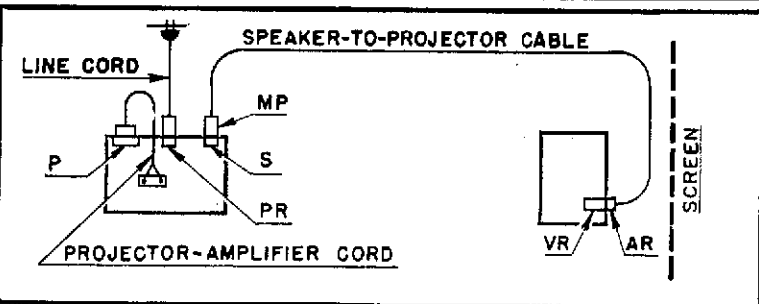 SPEAKER-TO-PROJECTOR CABLE
LINE CORD
MP
P
S
PR
PROJECTOR-AMPLIFIER CORD
VR
AR
SCREEN